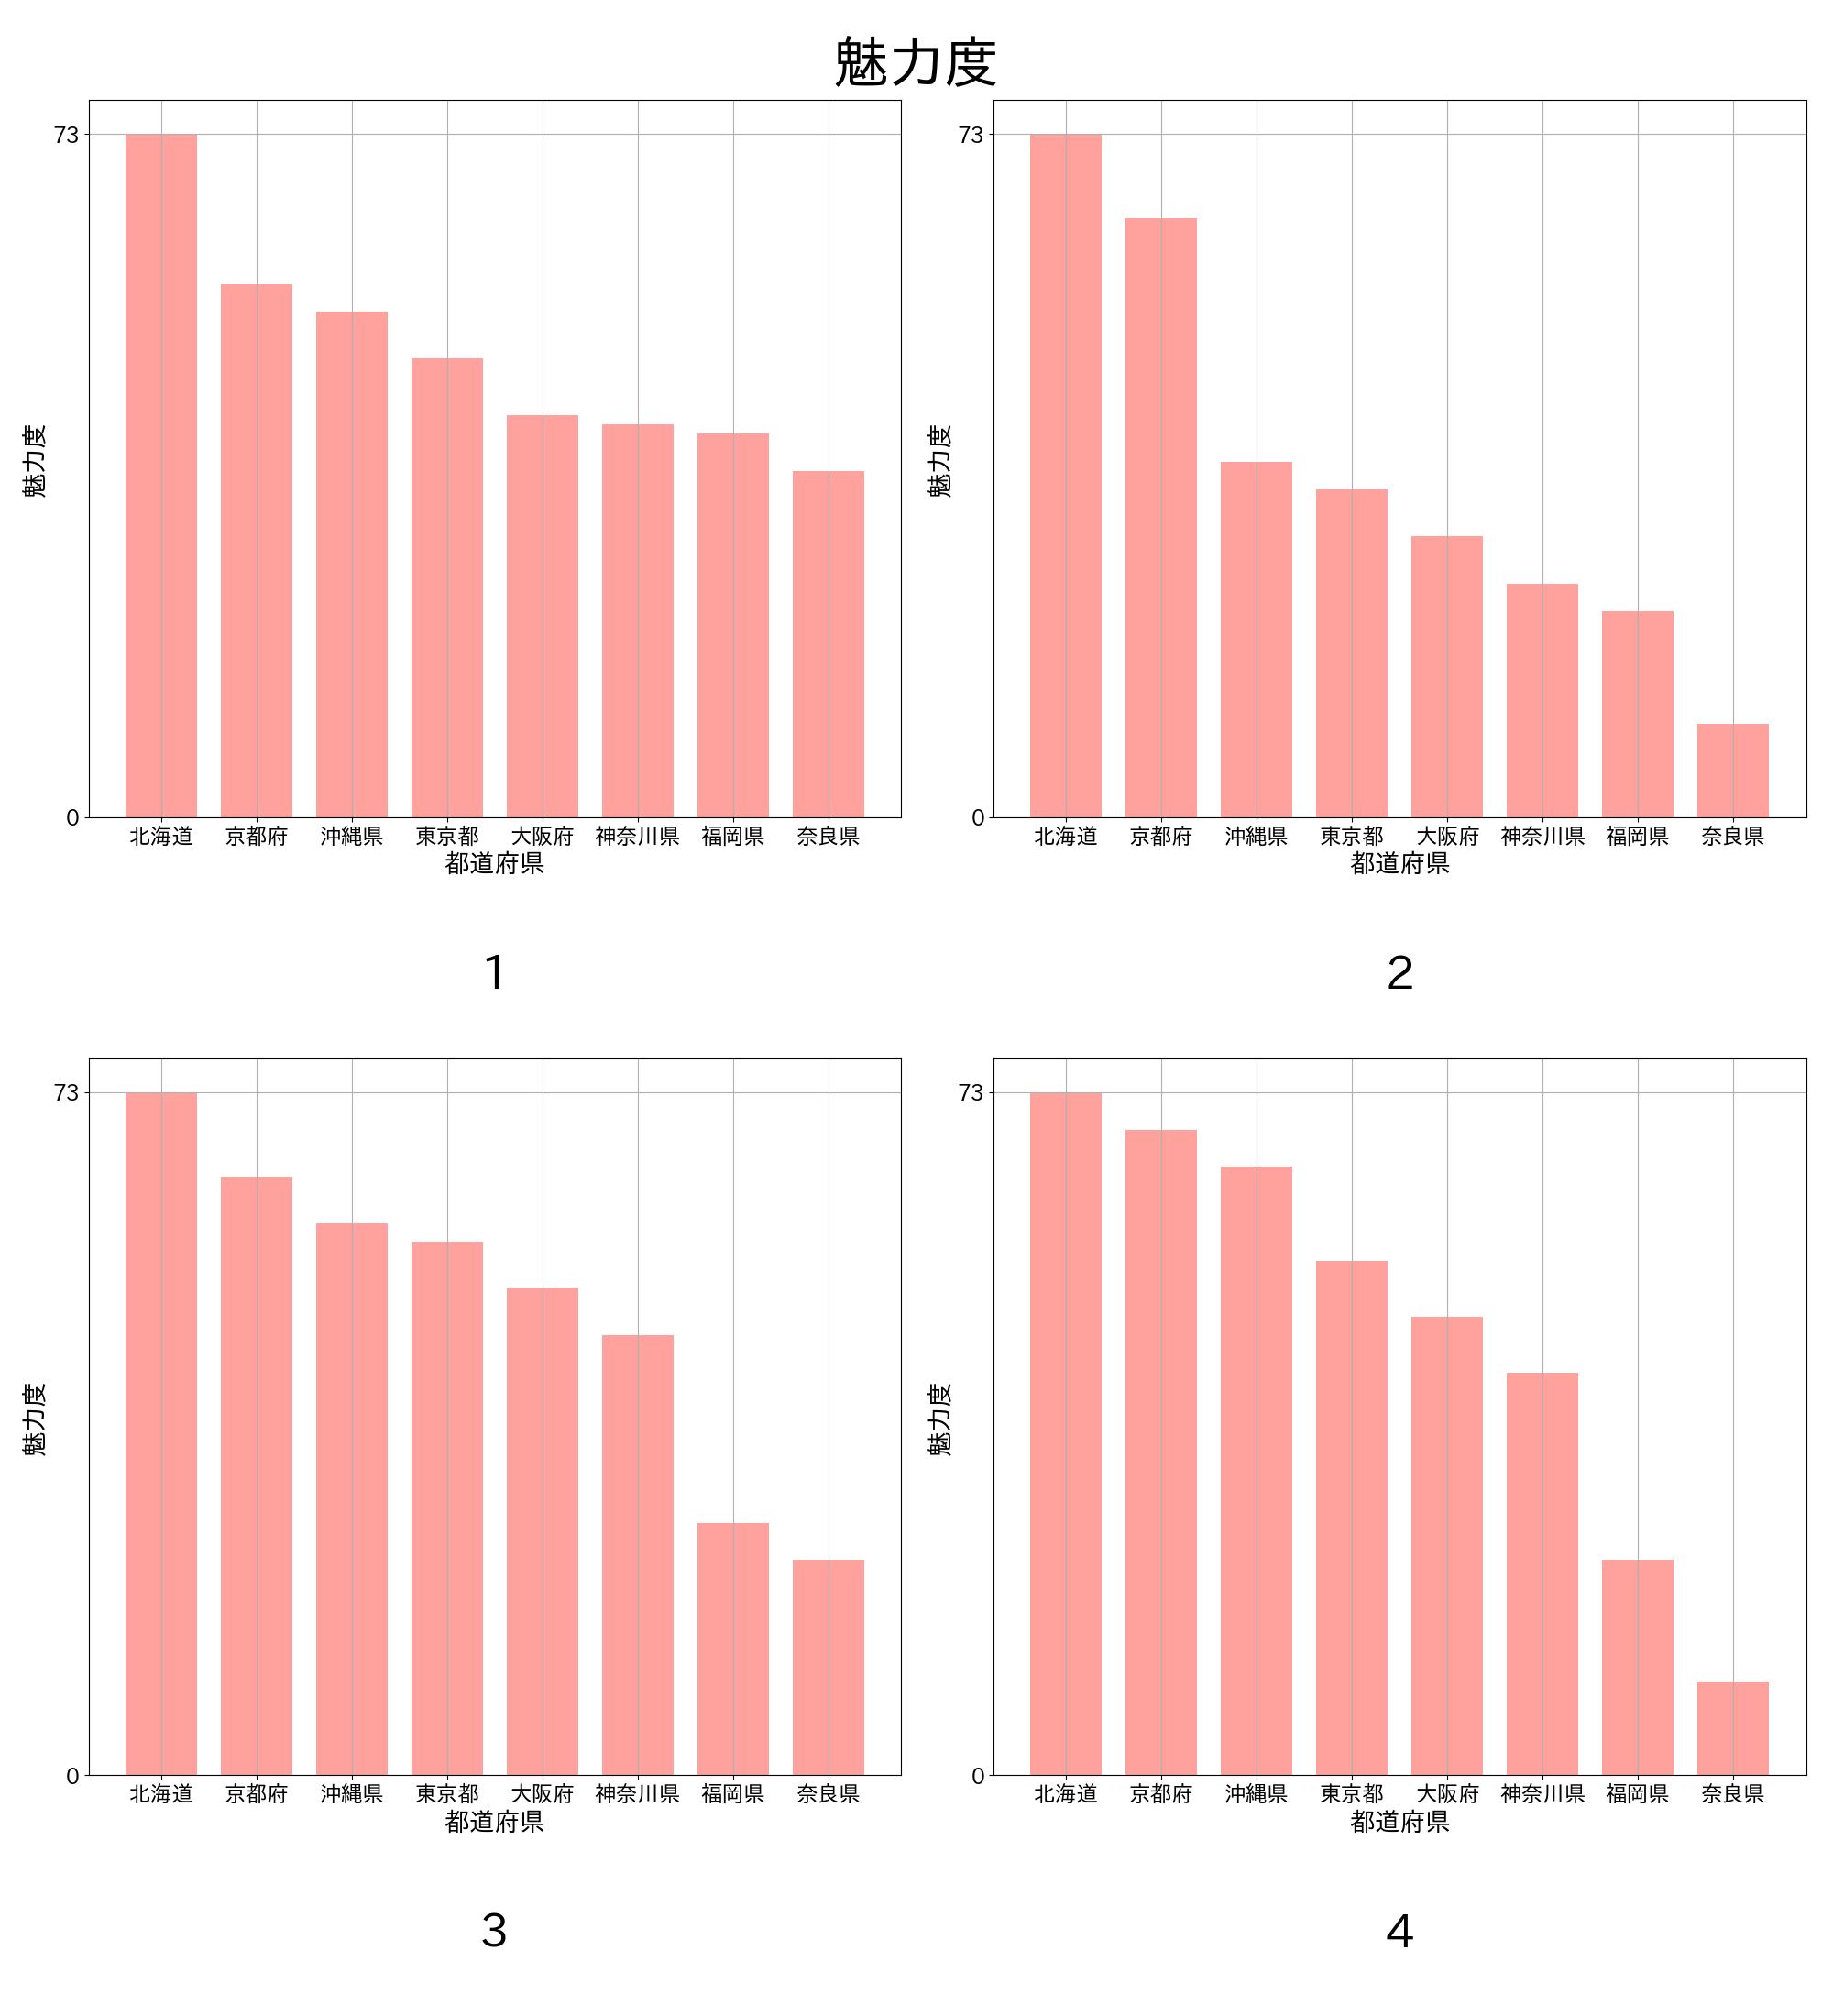 魅力度
73
魅力度
0
北海道 京都府 沖縄県 東京都 大阪府 神奈川県 福岡県 奈良県
都道府県
1
73
魅力度
0
北海道 京都府 沖縄県 東京都 大阪府 神奈川県 福岡県 奈良県
都道府県
2
73
魅力度
0
北海道 京都府 沖縄県 東京都 大阪府 神奈川県 福岡県 奈良県
都道府県
3
73
魅力度
0
北海道 京都府 沖縄県 東京都 大阪府 神奈川県 福岡県 奈良県
都道府県
4